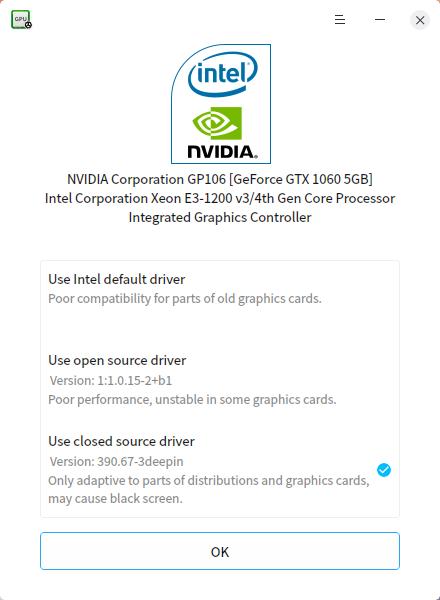 GPU
intel
NVIDIA.
NVIDIA Corporation GP106 [GeForce GTX 1060 5GB]
Intel Corporation Xeon E3-1200 v3/4th Gen Core Processor
Integrated Graphics Controller
Use Intel default driver
Poor compatibility for parts of old graphics cards.
Use open source driver
Version: 1:1.0.15-2+b1
Poor performance, unstable in some graphics cards.
Use closed source driver
Version: 390.67-3deepin
Only adaptive to parts of distributions and graphics cards,
may cause black screen.
OK